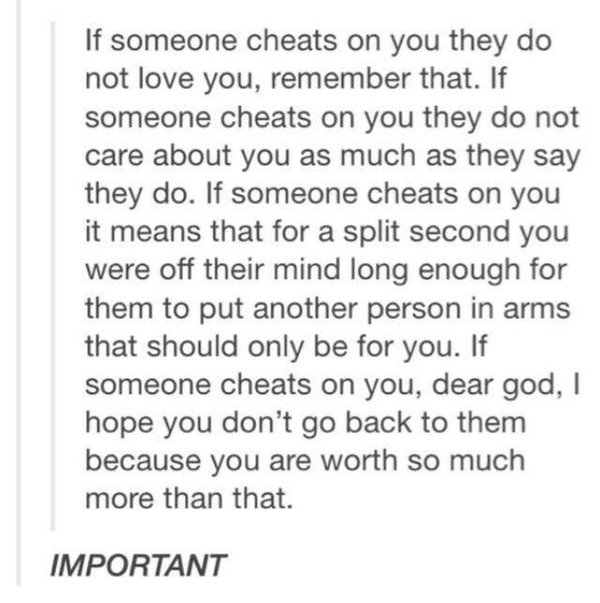 If someone cheats on you they do
not love you, remember that. If
someone cheats on you they do not
care about you as much as they say
they do. If someone cheats on you
it means that for a split second you
were off their mind long enough for
them to put another person in arms
that should only be for you. If
someone cheats on you, dear god, I
hope you don't go back to them
because you are worth so much
more than that.
IMPORTANT